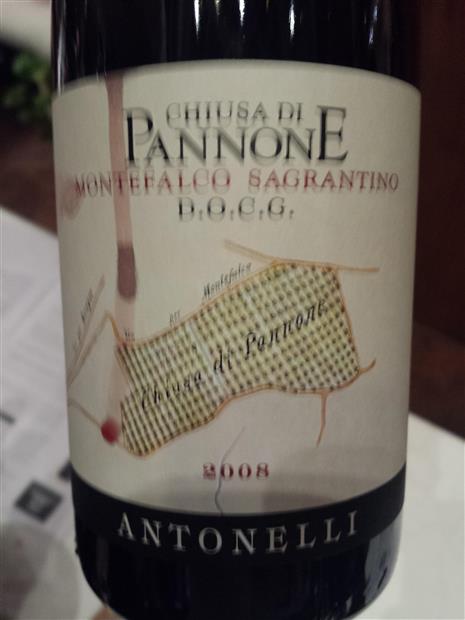 CHIUSA DI
PANNONE
MONTEFALCO SAGRANTINO
D.O.C.G.
Montefalco
Chiusa di Pannone
2008
ANTONELLI